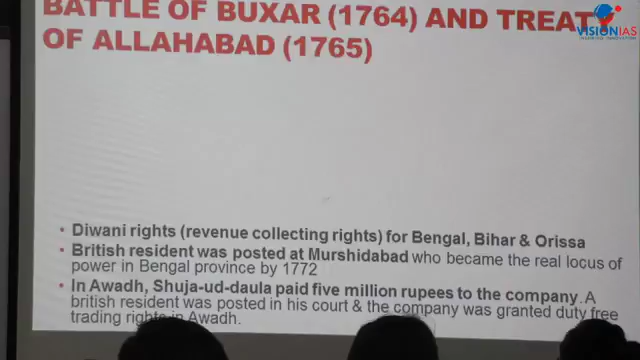 BATTLE OF BUXAR (1764) AND TREATY
OF ALLAHABAD (1765)
VISIONIAS
INSPIRING INNOVATION
• Diwani rights (revenue collecting rights) for Bengal, Bihar & Orissa
• British resident was posted at Murshidabad who became the real locus of
power in Bengal province by 1772
• In Awadh, Shuja-ud-daula paid five million rupees to the company. A
british resident was posted in his court & the company was granted duty free
trading rights in Awadh.